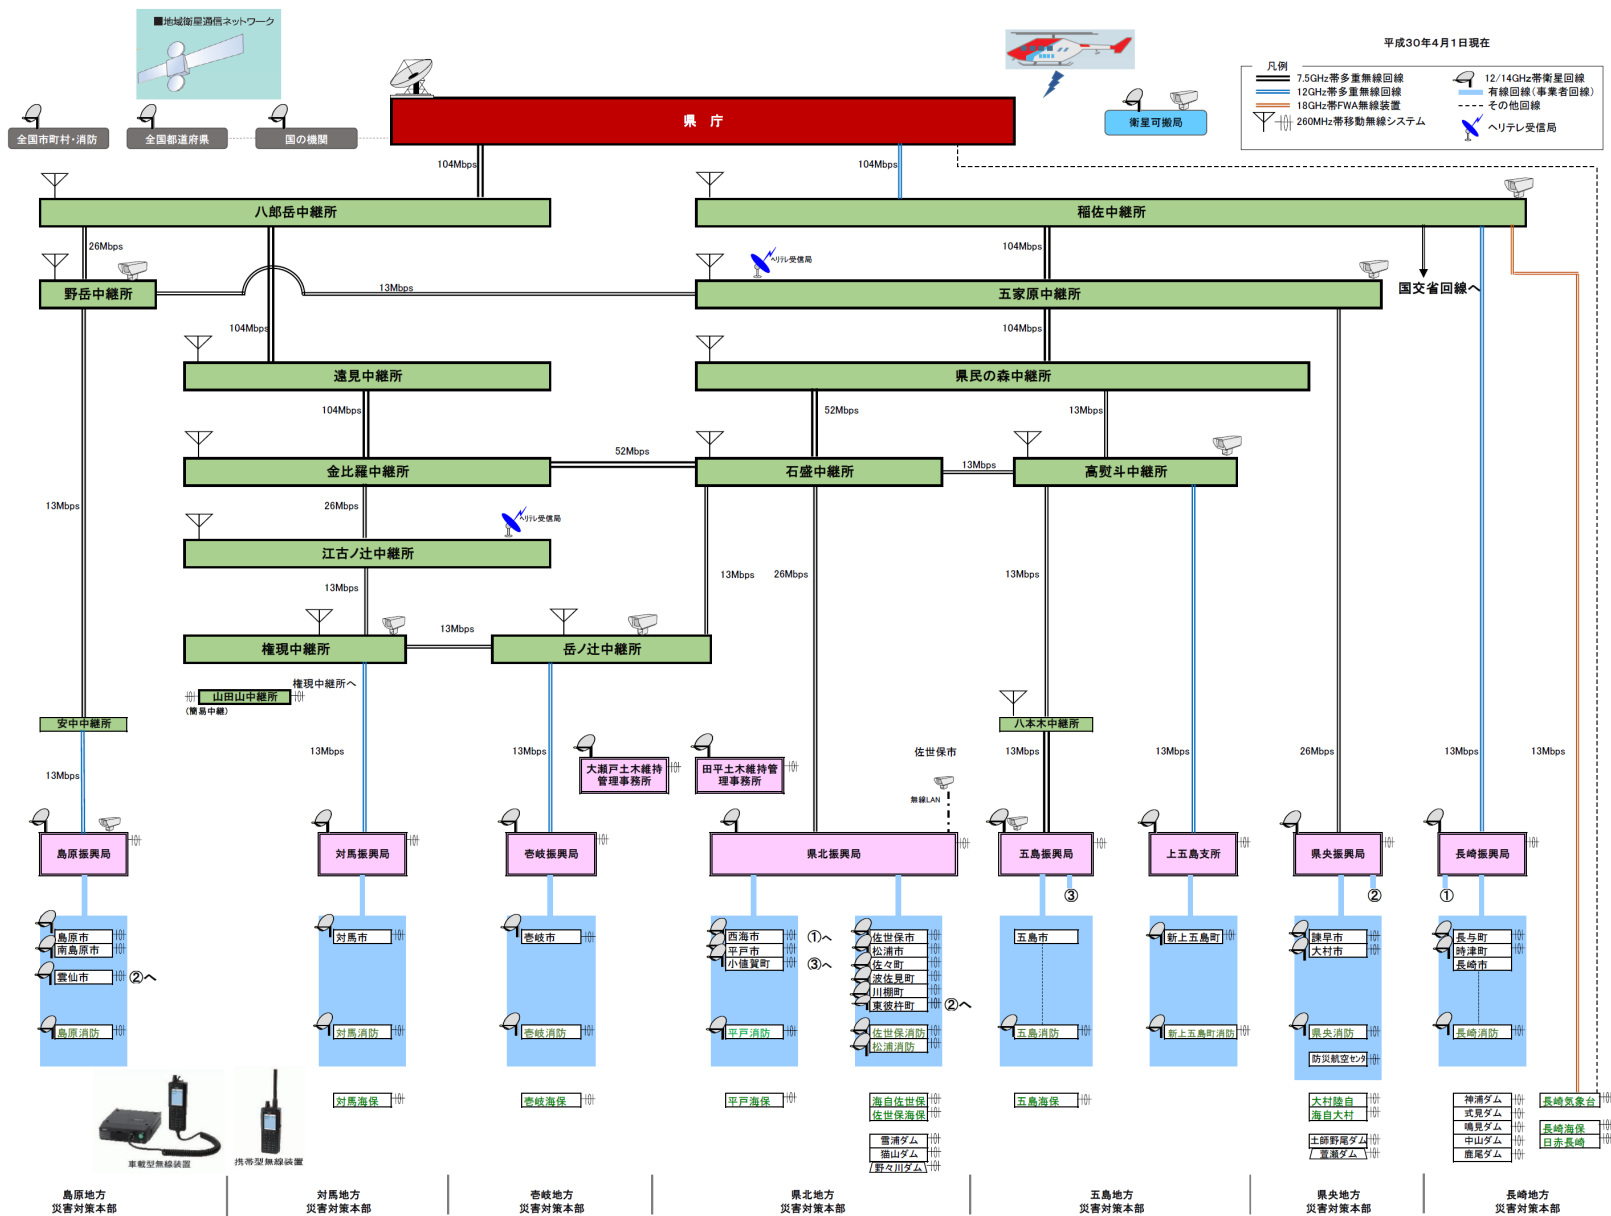 ■地域衛星通信ネットワーク
平成30年4月1日現在
凡例
7.5GHz帯多重無線回線
12GHz帯多重無線回線
18GHz帯FWA無線装置
260MHz帯移動無線システム
12/14GHz帯衛星回線
有線回線(事業者回線)
その他回線
ヘリテレ受信局
全国市町村・消防
全国都道府県
国の機関
県 庁
衛星可搬局
104Mbps
104Mbps
八郎岳中継所
稲佐中継所
26Mbps
104Mbps
ヘリテレ受信局
野岳中継所
13Mbps
五家原中継所
国交省回線へ
104Mbps
104Mbps
遠見中継所
県民の森中継所
104Mbps
52Mbps
13Mbps
金比羅中継所
52Mbps
石盛中継所
13Mbps
高熨斗中継所
13Mbps
26Mbps
ヘリテレ受信局
江古ノ辻中継所
13Mbps
13Mbps
26Mbps
13Mbps
13Mbps
権現中継所
13Mbps
岳ノ辻中継所
権現中継所へ
山田山中継所
(簡易中継)
安中中継所
八本木中継所
13Mbps
13Mbps
13Mbps
大瀬戸土木維持
管理事務所
田平土木維持管
理事務所
佐世保市
無線LAN
13Mbps
13Mbps
26Mbps
13Mbps
13Mbps
島原振興局
対馬振興局
壱岐振興局
県北振興局
五島振興局
上五島支所
県央振興局
長崎振興局
③
②
①
島原市
南島原市
雲仙市
②へ
島原消防
対馬市
対馬消防
壱岐市
壱岐消防
西海市
①へ
平戸市
小値賀町
③へ
平戸消防
佐世保市
松浦市
佐々町
波佐見町
川棚町
東彼杵町
②へ
佐世保消防
松浦消防
五島市
五島消防
新上五島町
新上五島町消防
諫早市
大村市
県央消防
防災航空センタ
長与町
時津町
長崎市
長崎消防
車載型無線装置
携帯型無線装置
対馬海保
壱岐海保
平戸海保
海自佐世保
佐世保海保
雪浦ダム
猫山ダム
野々川ダム
五島海保
大村陸自
海自大村
土師野尾ダム
萱瀬ダム
神浦ダム
式見ダム
鳴見ダム
中山ダム
鹿尾ダム
長崎気象台
長崎海保
日赤長崎
島原地方
災害対策本部
対馬地方
災害対策本部
壱岐地方
災害対策本部
県北地方
災害対策本部
五島地方
災害対策本部
県央地方
災害対策本部
長崎地方
災害対策本部